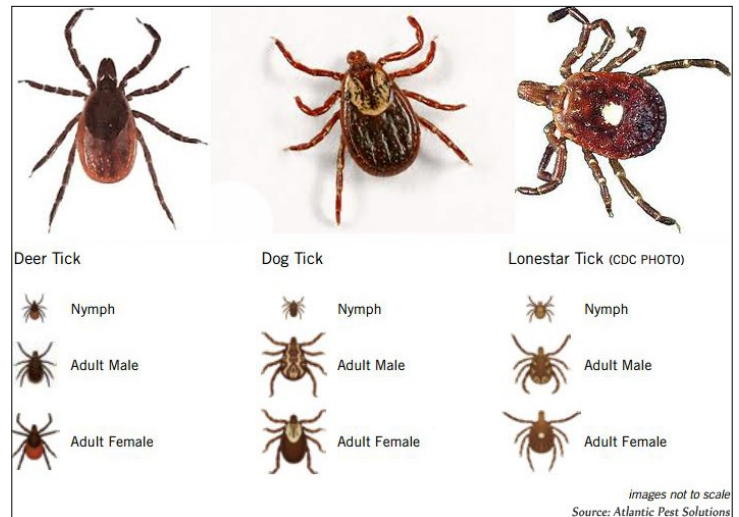 Deer Tick
Dog Tick
Lonestar Tick (CDC PHOTO)
Nymph
Nymph
Nymph
Adult Male
Adult Male
Adult Male
Adult Female
Adult Female
Adult Female
images not to scale
Source: Atlantic Pest Solutions